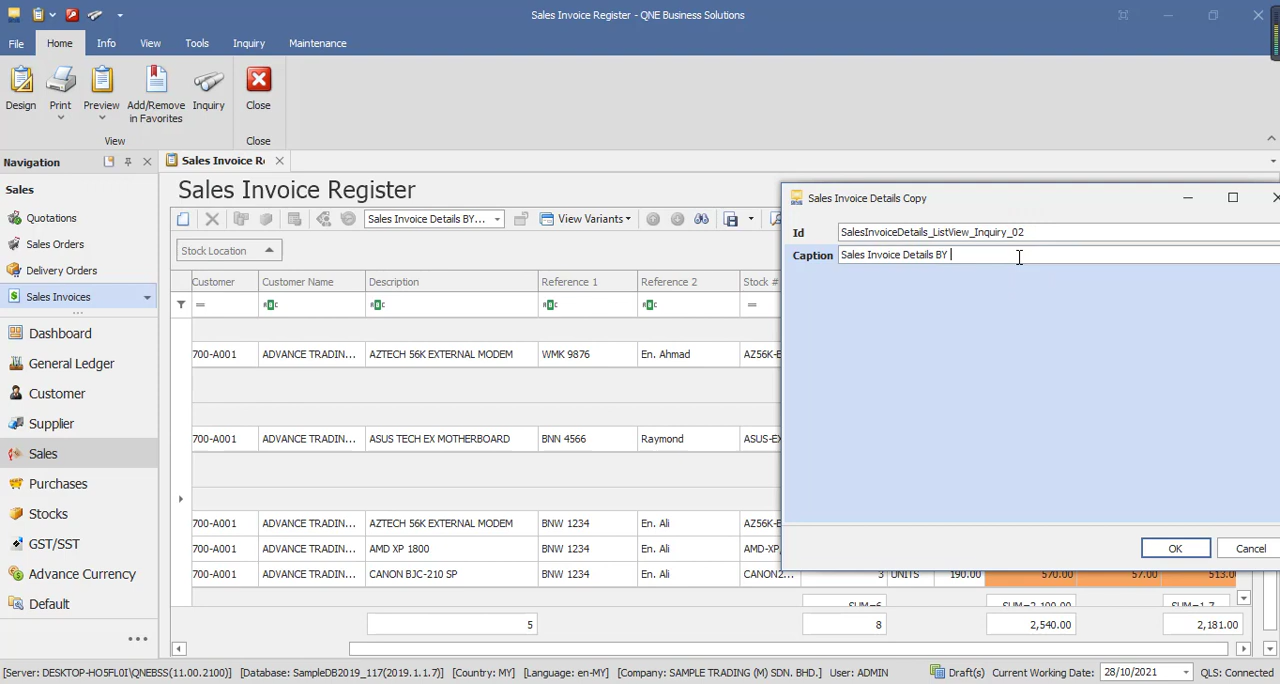 Sales Invoice Register - QNE Business Solutions
File Home Info View Tools Inquiry Maintenance
Design Print Preview Add/Remove in Favorites Inquiry Close
View Close
Navigation
Sales Invoice R
Sales
Quotations
Sales Orders
Delivery Orders
Sales Invoices
Dashboard
General Ledger
Customer
Supplier
Sales
Purchases
Stocks
GST/SST
Advance Currency
Default
Sales Invoice Register
Sales Invoice Details BY... View Variants
Stock Location
Customer Customer Name Description Reference 1 Reference 2 Stock #
700-A001 ADVANCE TRADIN... AZTECH 56K EXTERNAL MODEM WMK 9876 En. Ahmad AZ56K-E
700-A001 ADVANCE TRADIN... ASUS TECH EX MOTHERBOARD BNN 4566 Raymond ASUS-EX
700-A001 ADVANCE TRADIN... AZTECH 56K EXTERNAL MODEM BNW 1234 En. Ali AZ56K-E
700-A001 ADVANCE TRADIN... AMD XP 1800 BNW 1234 En. Ali AMD-XP
700-A001 ADVANCE TRADIN... CANON BJC-210 SP BNW 1234 En. Ali CANON2... 3 UNITS 190.00 570.00 57.00 513.0
SUM=6 SUM=2,190.00 SUM=1,7
5 8 2,540.00 2,181.00
Sales Invoice Details Copy
Id SalesInvoiceDetails_ListView_Inquiry_02
Caption Sales Invoice Details BY
OK Cancel
[Server: DESKTOP-HO5FL0I\QNEBSS(11.00.2100)] [Database: SampleDB2019_117(2019.1.1.7)] [Country: MY] [Language: en-MY] [Company: SAMPLE TRADING (M) SDN. BHD.] User: ADMIN Draft(s) Current Working Date: 28/10/2021 QLS: Connected